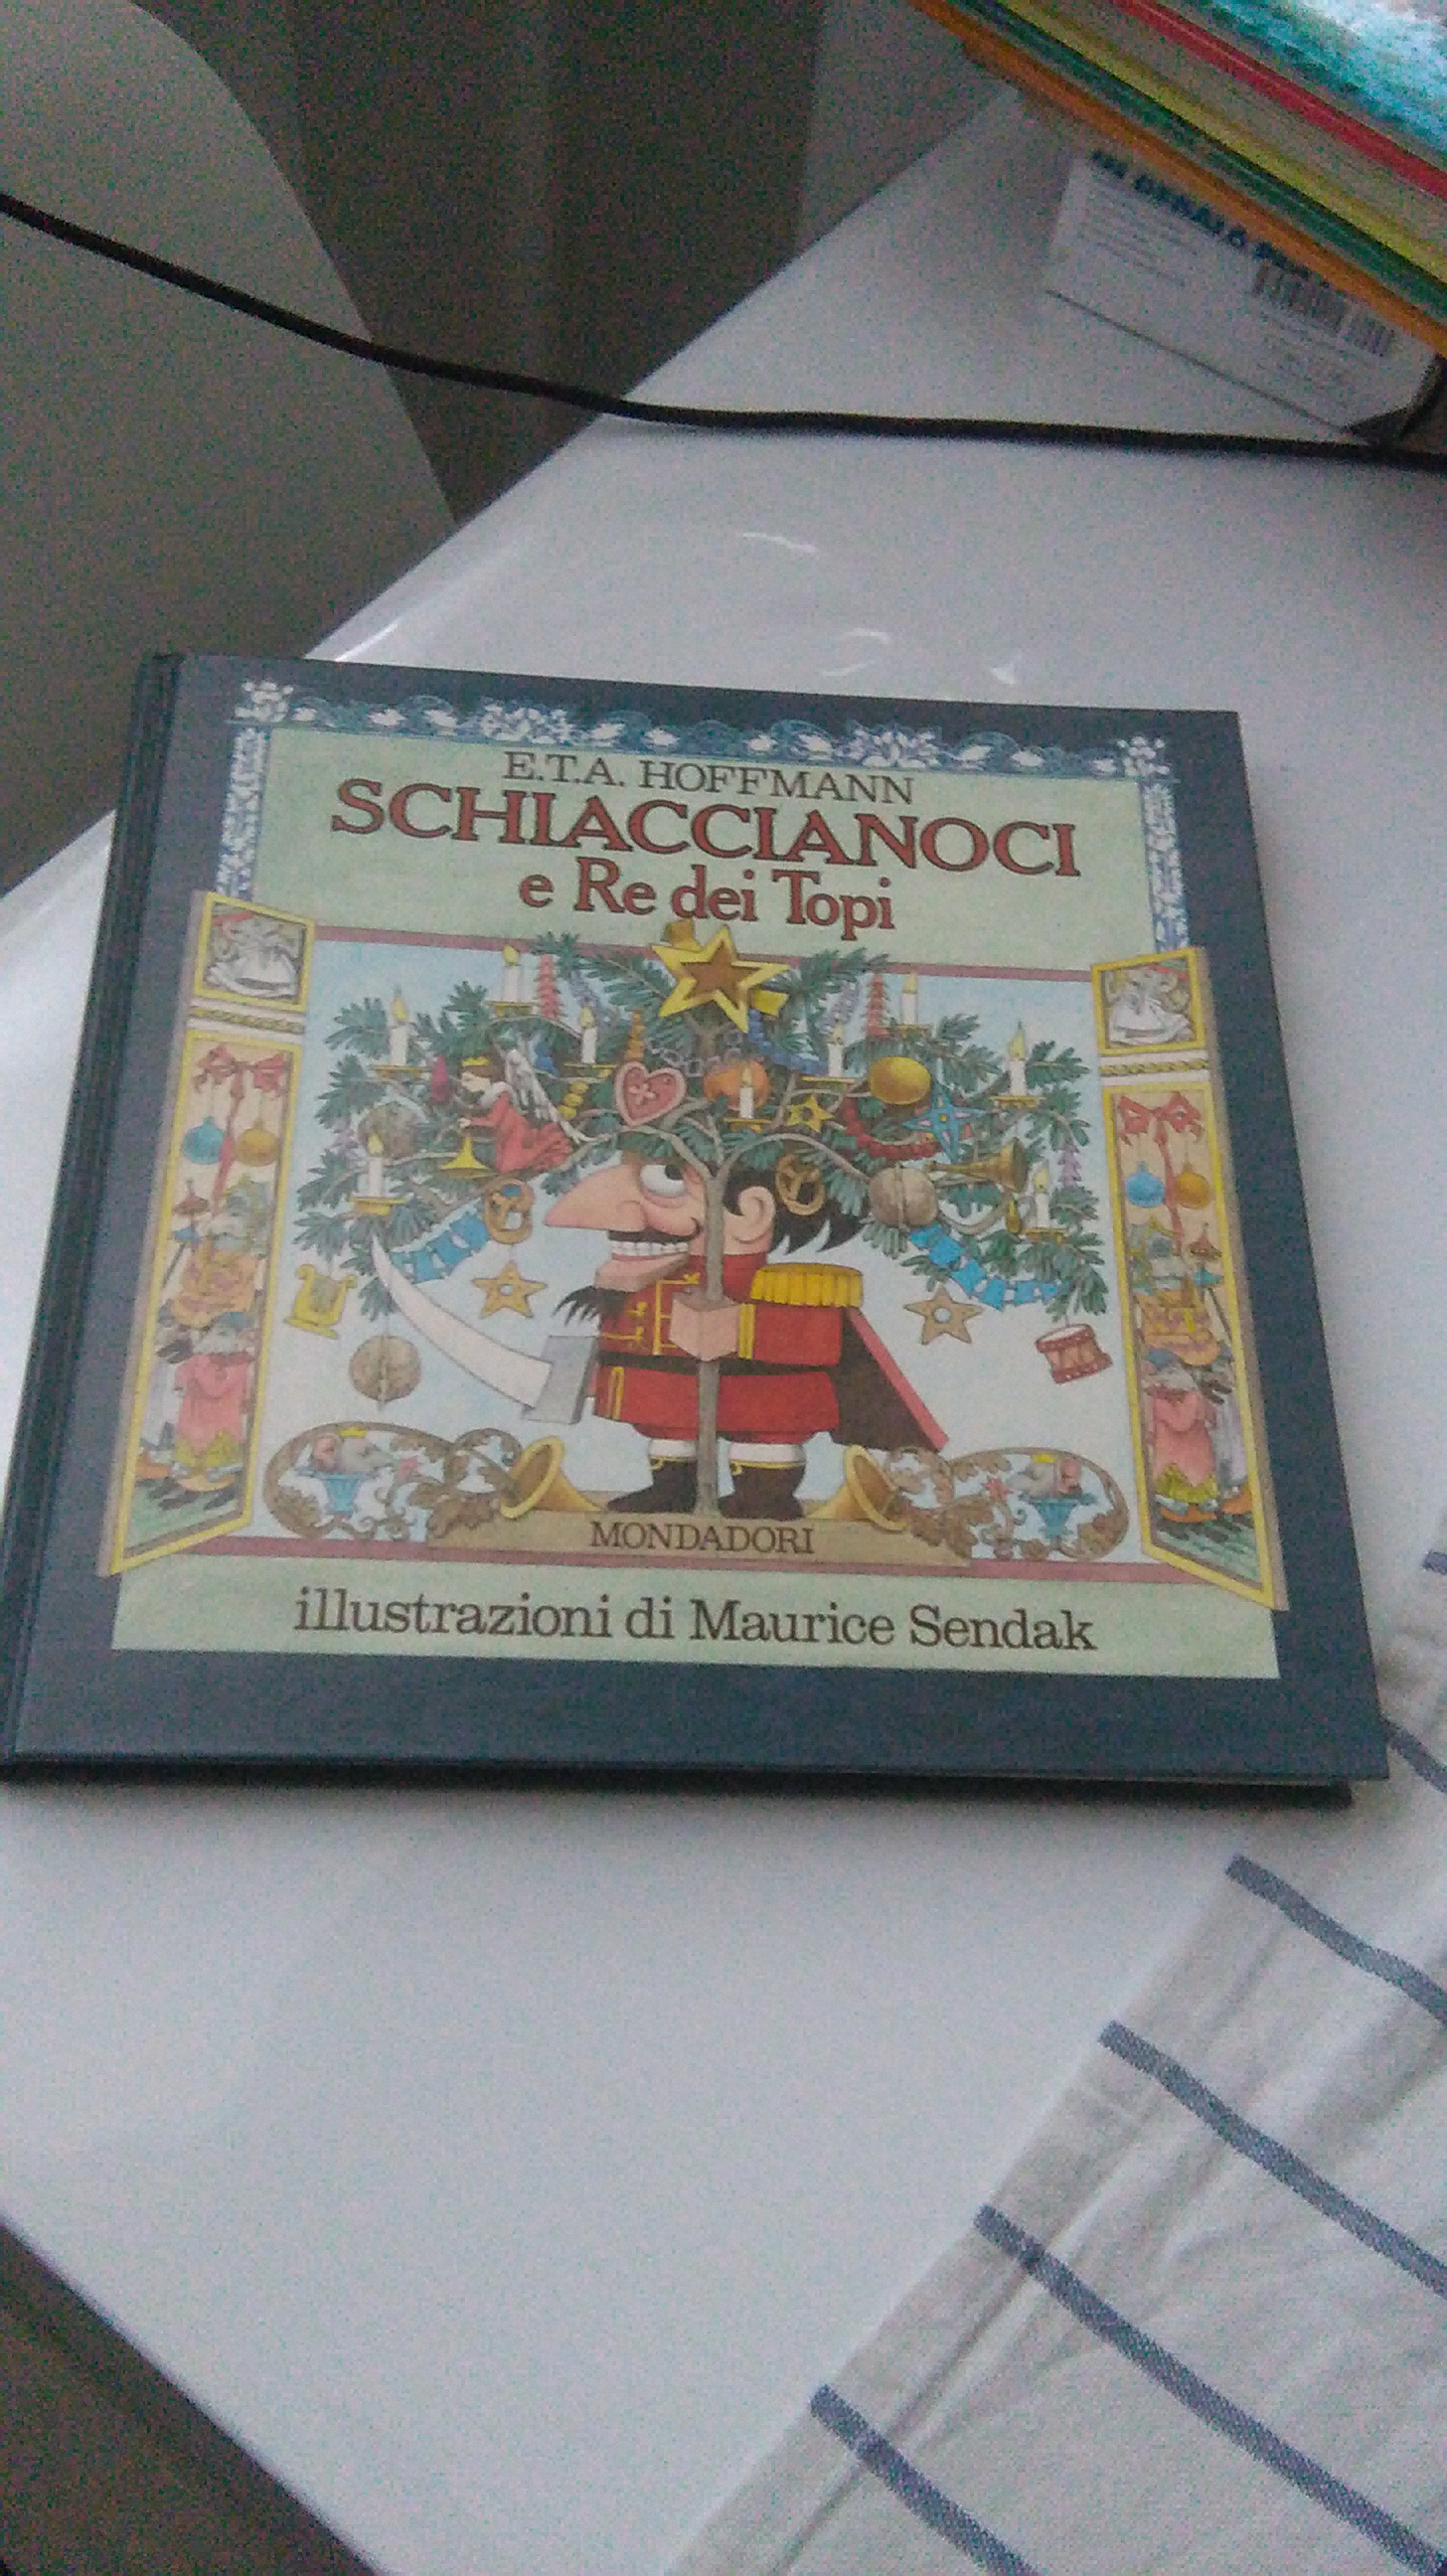 E.T.A. HOFFMANN
SCHIACCIANOCI
e Re dei Topi
MONDADORI
illustrazioni di Maurice Sendak